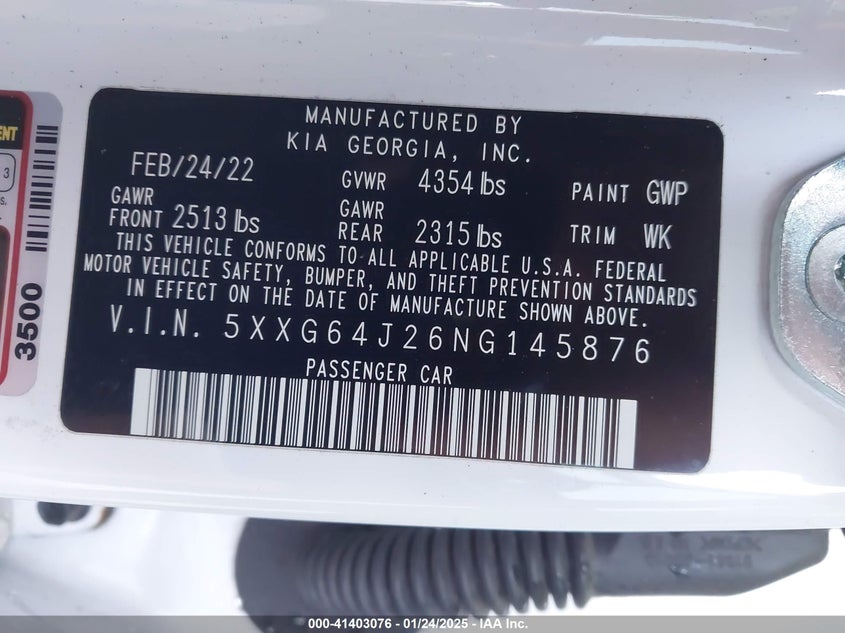 MANUFACTURED BY
KIA GEORGIA, INC.
FEB/24/22 GVWR 4354 lbs PAINT GWP
GAWR FRONT 2513 lbs GAWR REAR 2315 lbs TRIM WK
THIS VEHICLE CONFORMS TO ALL APPLICABLE U.S.A. FEDERAL
MOTOR VEHICLE SAFETY, BUMPER, AND THEFT PREVENTION STANDARDS
IN EFFECT ON THE DATE OF MANUFACTURE SHOWN ABOVE.
V.I.N. 5XXG64J26NG145876
PASSENGER CAR
3500
3
000-41403076 - 01/24/2025 - IAA Inc.